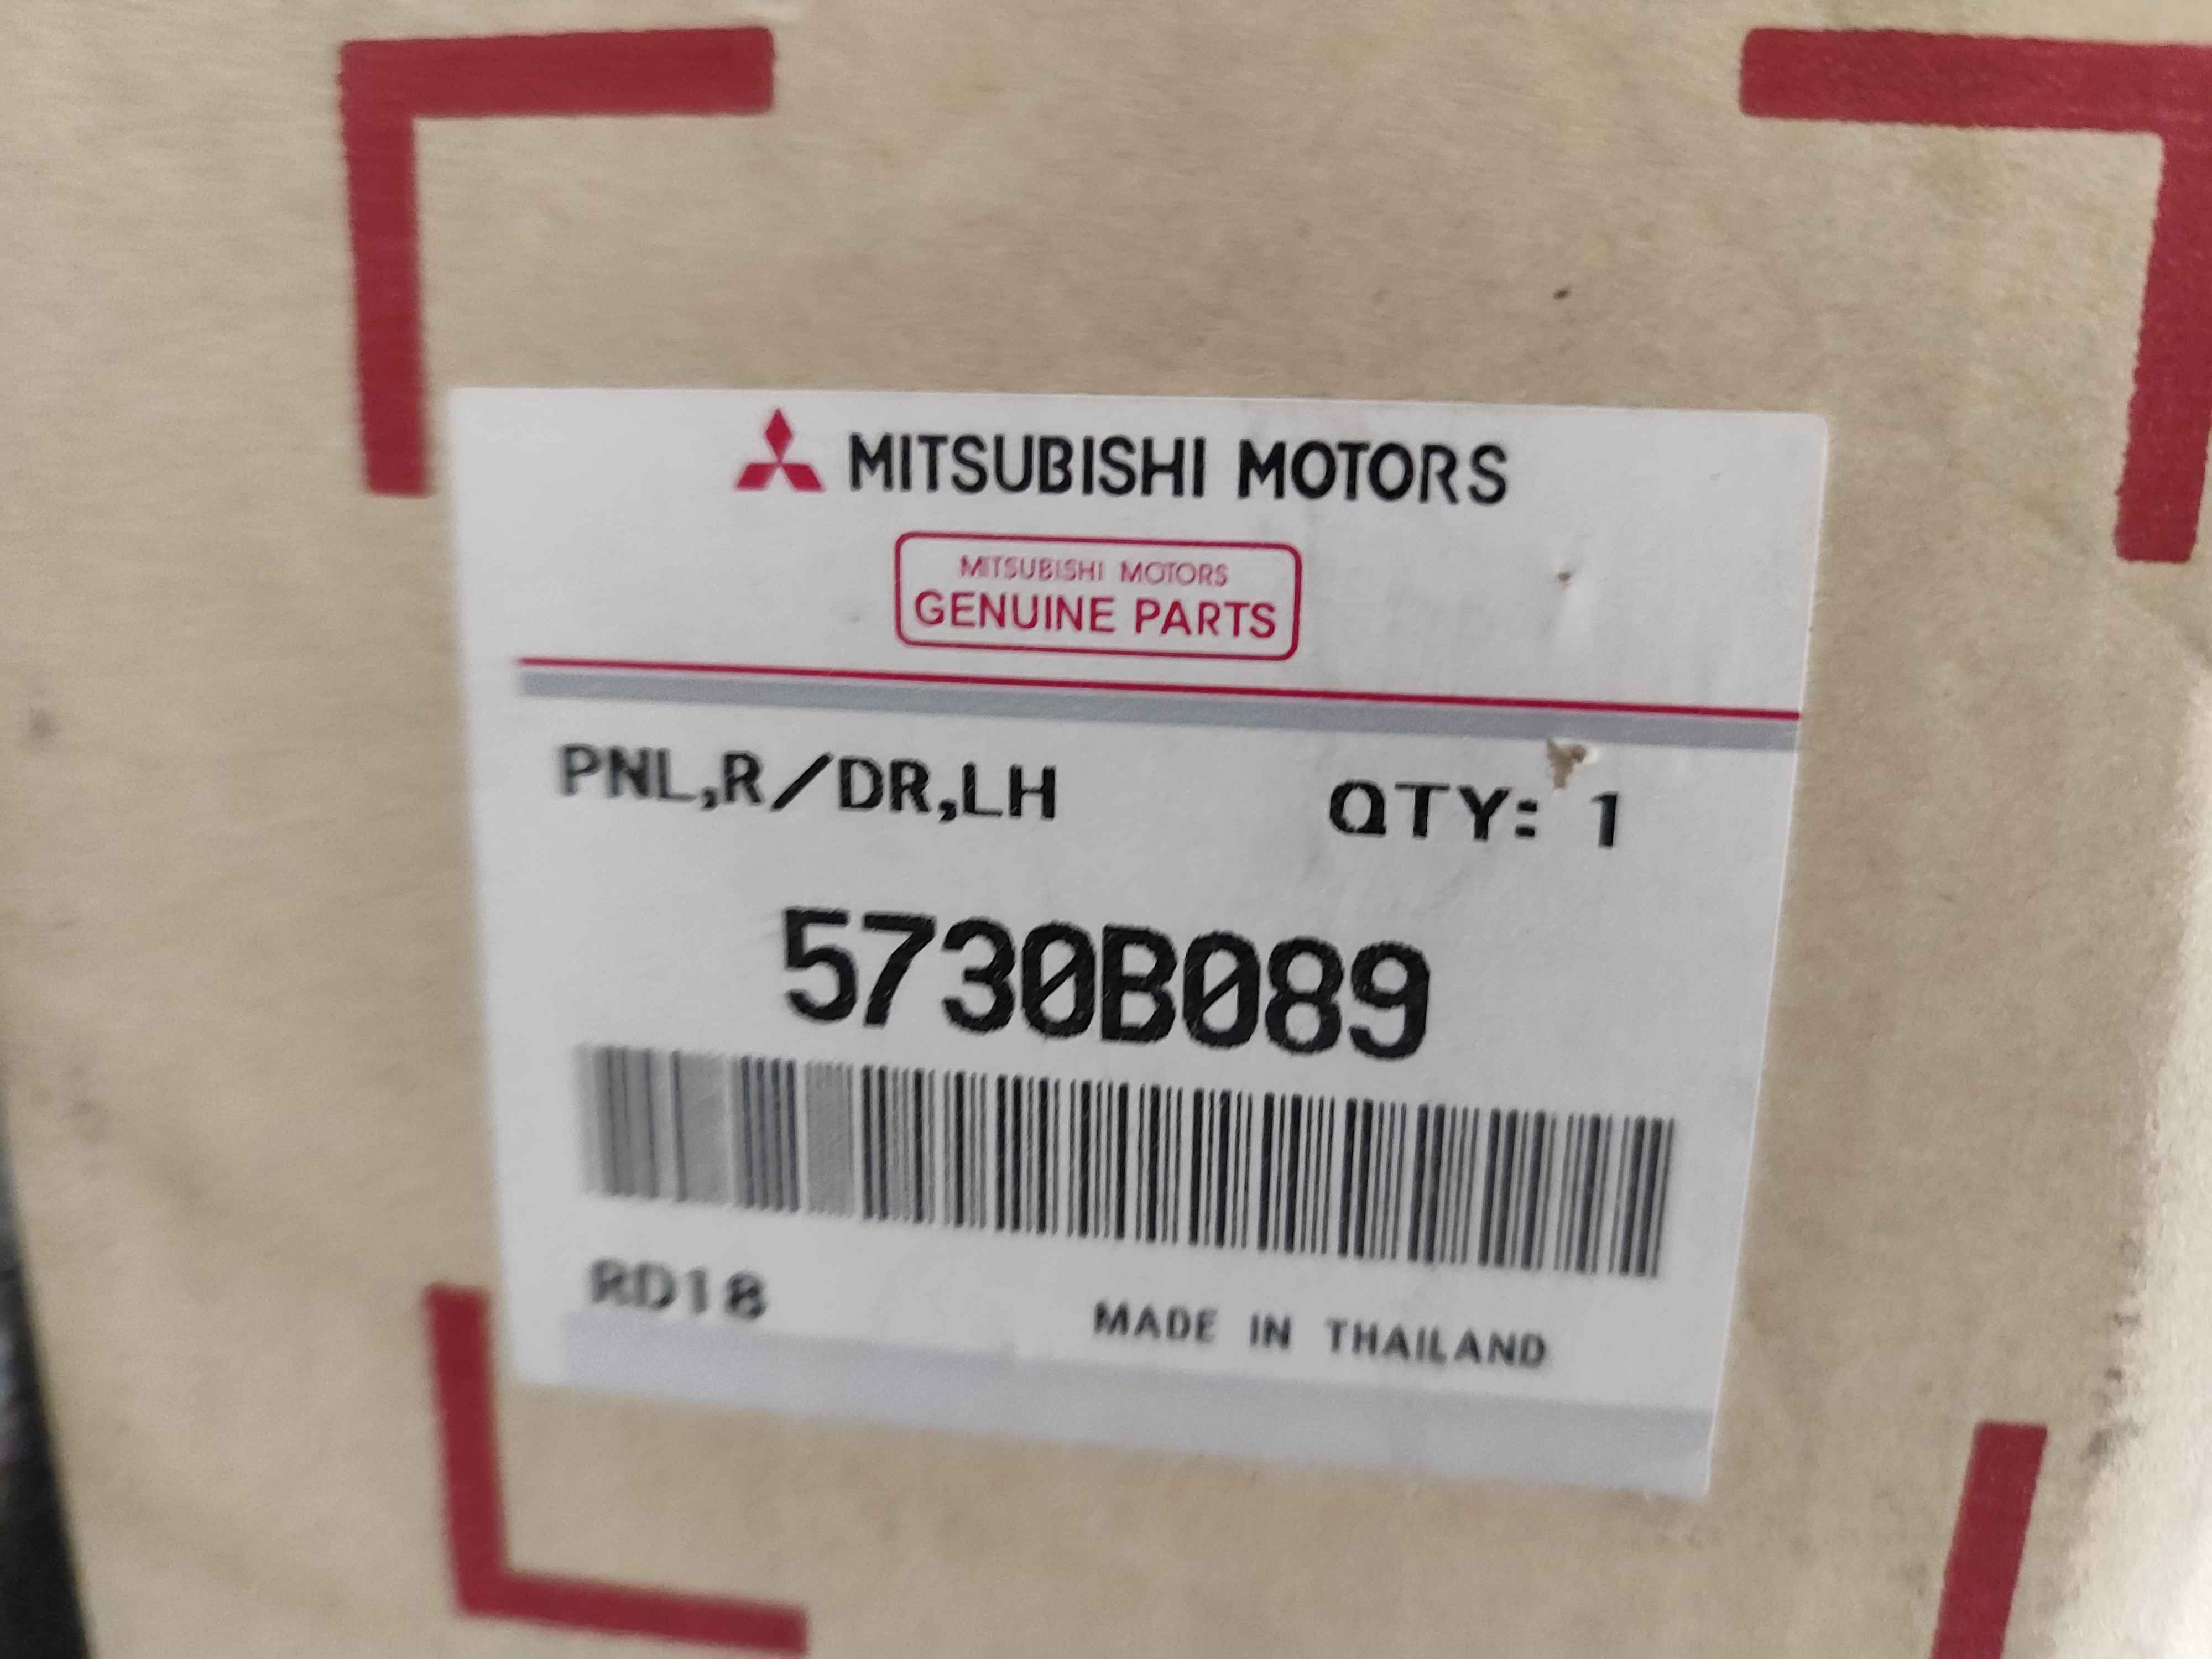 MITSUBISHI MOTORS
MITSUBISHI MOTORS
GENUINE PARTS
PNL,R/DR,LH QTY: 1
5730B089
RD18 MADE IN THAILAND